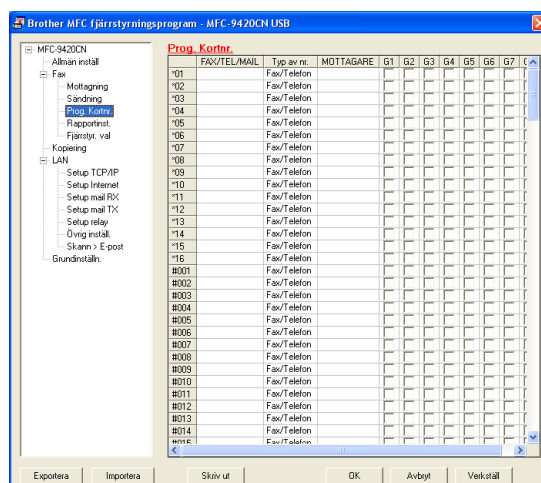 Brother MFC fjärrstyrningsprogram - MFC-9420CN USB
MFC-9420CN
Allmän inställ
Fax
Mottagning
Sändning
Prog. Kortnr.
Rapportinst.
Fjärrstyr. val
Kopiering
LAN
Setup TCP/IP
Setup Internet
Setup mail RX
Setup mail TX
Setup relay
Övrig inställ.
Skann > E-post
Grundinställn.
Prog. Kortnr.
FAX/TEL/MAIL Typ av nr. MOTTAGARE G1 G2 G3 G4 G5 G6 G7
*01 Fax/Telefon
*02 Fax/Telefon
*03 Fax/Telefon
*04 Fax/Telefon
*05 Fax/Telefon
*06 Fax/Telefon
*07 Fax/Telefon
*08 Fax/Telefon
*09 Fax/Telefon
*10 Fax/Telefon
*11 Fax/Telefon
*12 Fax/Telefon
*13 Fax/Telefon
*14 Fax/Telefon
*15 Fax/Telefon
*16 Fax/Telefon
#001 Fax/Telefon
#002 Fax/Telefon
#003 Fax/Telefon
#004 Fax/Telefon
#005 Fax/Telefon
#006 Fax/Telefon
#007 Fax/Telefon
#008 Fax/Telefon
#009 Fax/Telefon
#010 Fax/Telefon
#011 Fax/Telefon
#012 Fax/Telefon
#013 Fax/Telefon
#014 Fax/Telefon
#015 Fax/Telefon
Exportera Importera Skriv ut OK Avbryt Verkställ